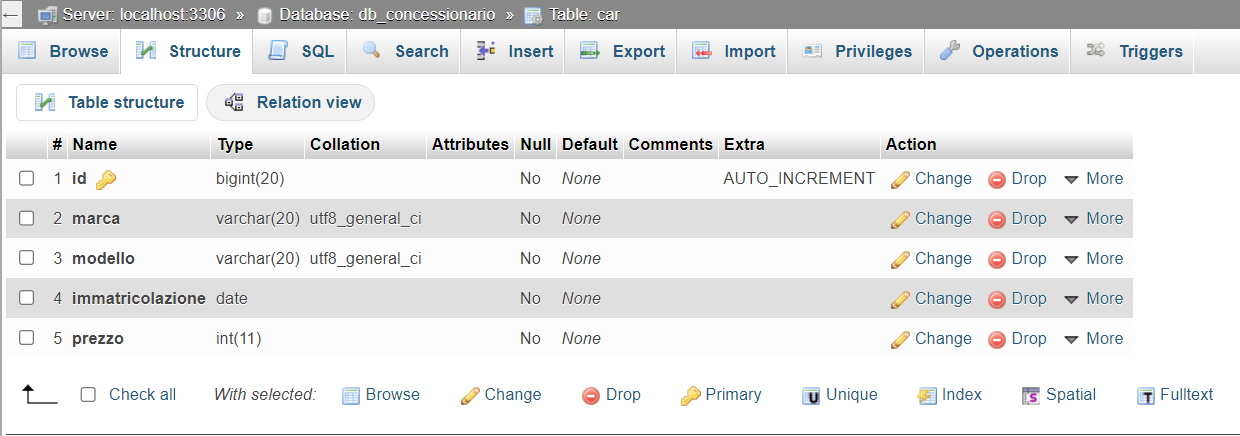 ← Server: localhost:3306 » Database: db_concessionario » Table: car
Browse Structure SQL Search Insert Export Import Privileges Operations Triggers
Table structure Relation view
# Name Type Collation Attributes Null Default Comments Extra Action
1 id bigint(20) No None AUTO_INCREMENT Change Drop More
2 marca varchar(20) utf8_general_ci No None Change Drop More
3 modello varchar(20) utf8_general_ci No None Change Drop More
4 immatricolazione date No None Change Drop More
5 prezzo int(11) No None Change Drop More
Check all With selected: Browse Change Drop Primary U Unique Index S Spatial T Fulltext